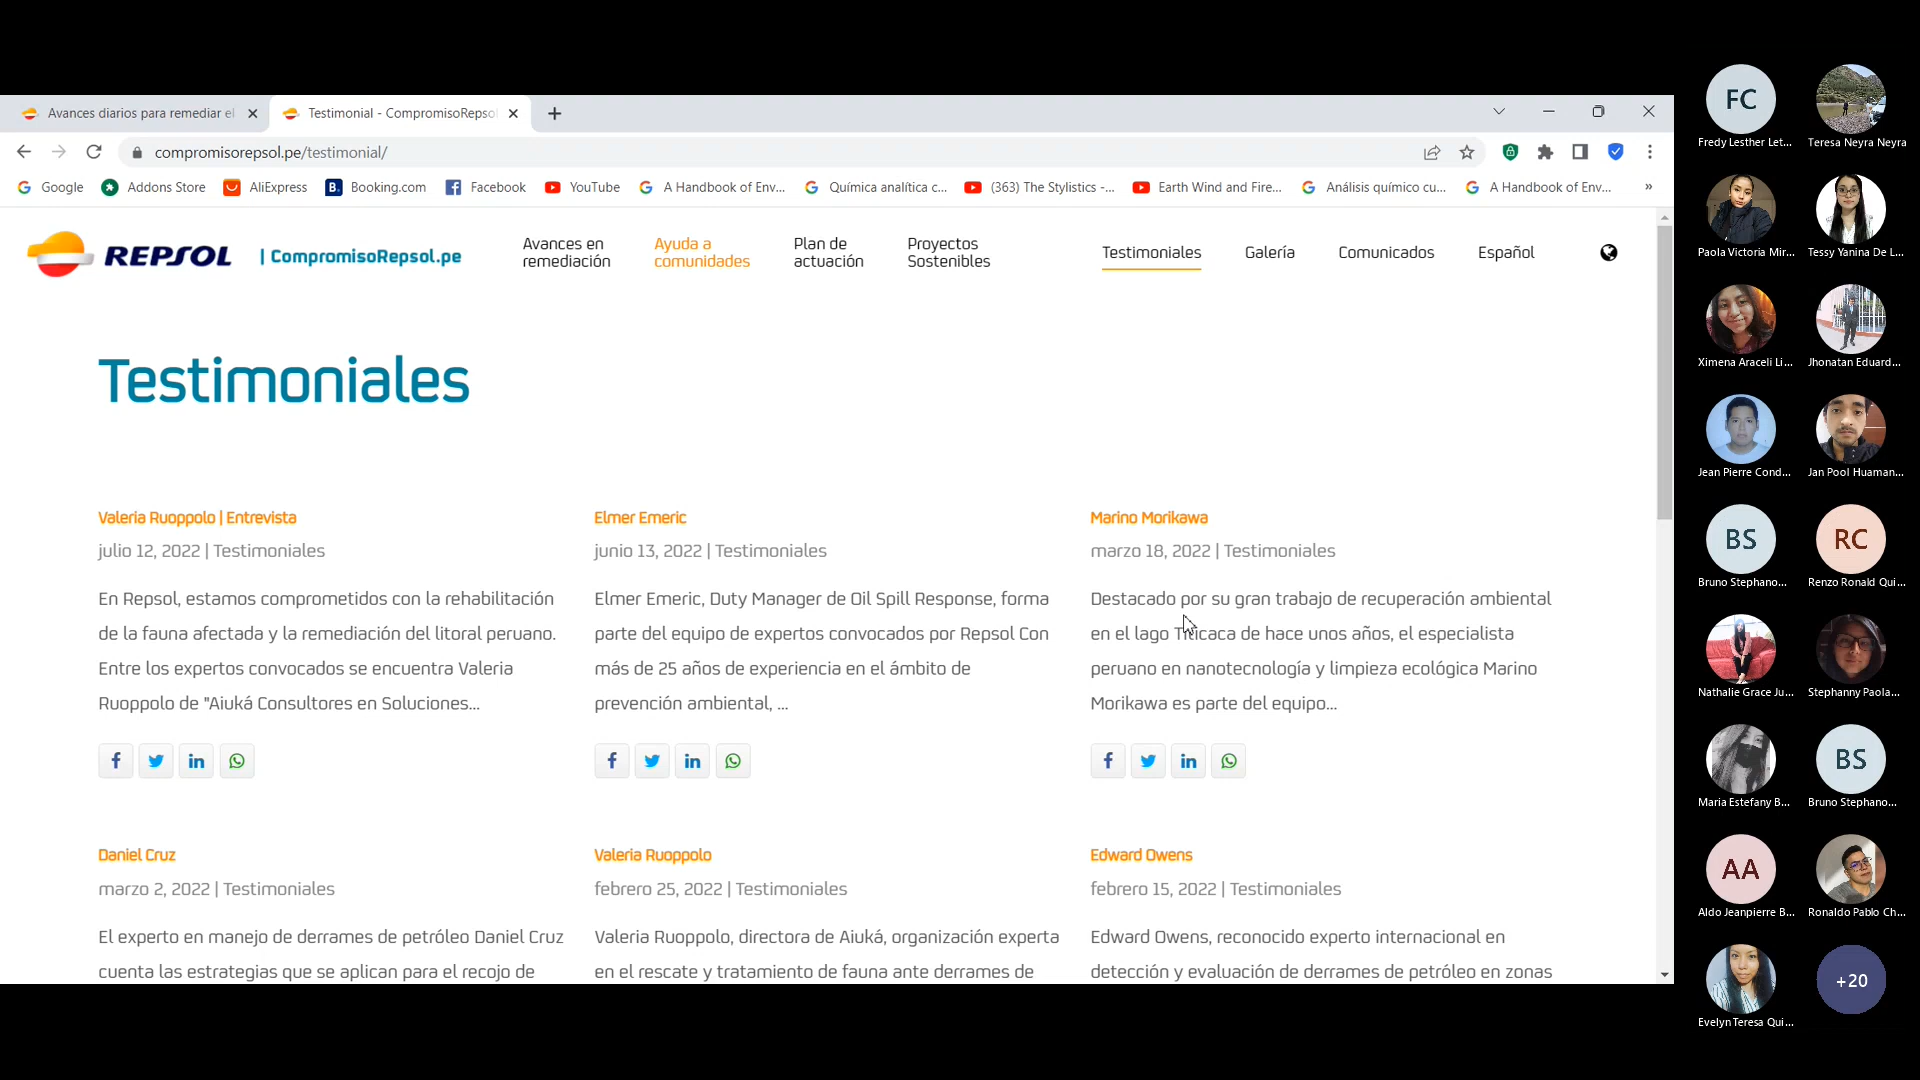 Avances diarios para remediar el
Testimonial - CompromisoRepsol
compromisorepsol.pe/testimonial/
Google
Addons Store
AliExpress
B. Booking.com
Facebook
YouTube
A Handbook of Env...
Química analítica c...
(363) The Stylistics -...
Earth Wind and Fire...
Análisis químico cu...
A Handbook of Env...
»
REPSOL | CompromisoRepsol.pe
Avances en
remediación
Ayuda a
comunidades
Plan de
actuación
Proyectos
Sostenibles
Testimoniales
Galería
Comunicados
Español
Testimoniales
Valeria Ruoppolo | Entrevista
julio 12, 2022 | Testimoniales
En Repsol, estamos comprometidos con la rehabilitación
de la fauna afectada y la remediación del litoral peruano.
Entre los expertos convocados se encuentra Valeria
Ruoppolo de "Aiuká Consultores en Soluciones...
Elmer Emeric
junio 13, 2022 | Testimoniales
Elmer Emeric, Duty Manager de Oil Spill Response, forma
parte del equipo de expertos convocados por Repsol Con
más de 25 años de experiencia en el ámbito de
prevención ambiental, ...
Marino Morikawa
marzo 18, 2022 | Testimoniales
Destacado por su gran trabajo de recuperación ambiental
en el lago Titicaca de hace unos años, el especialista
peruano en nanotecnología y limpieza ecológica Marino
Morikawa es parte del equipo...
Daniel Cruz
marzo 2, 2022 | Testimoniales
El experto en manejo de derrames de petróleo Daniel Cruz
cuenta las estrategias que se aplican para el recojo de
Valeria Ruoppolo
febrero 25, 2022 | Testimoniales
Valeria Ruoppolo, directora de Aiuká, organización experta
en el rescate y tratamiento de fauna ante derrames de
Edward Owens
febrero 15, 2022 | Testimoniales
Edward Owens, reconocido experto internacional en
detección y evaluación de derrames de petróleo en zonas
FC
Fredy Lesther Let...
Teresa Neyra Neyra
Paola Victoria Mir...
Tessy Yanina De L...
Ximena Araceli Li...
Jhonatan Eduard...
Jean Pierre Cond...
Jan Pool Huaman...
BS
Bruno Stephano...
RC
Renzo Ronald Qui...
Nathalie Grace Ju...
Stephanny Paola...
Maria Estefany B...
BS
Bruno Stephano...
AA
Aldo Jeanpierre B...
Ronaldo Pablo Ch...
Evelyn Teresa Qui...
+20